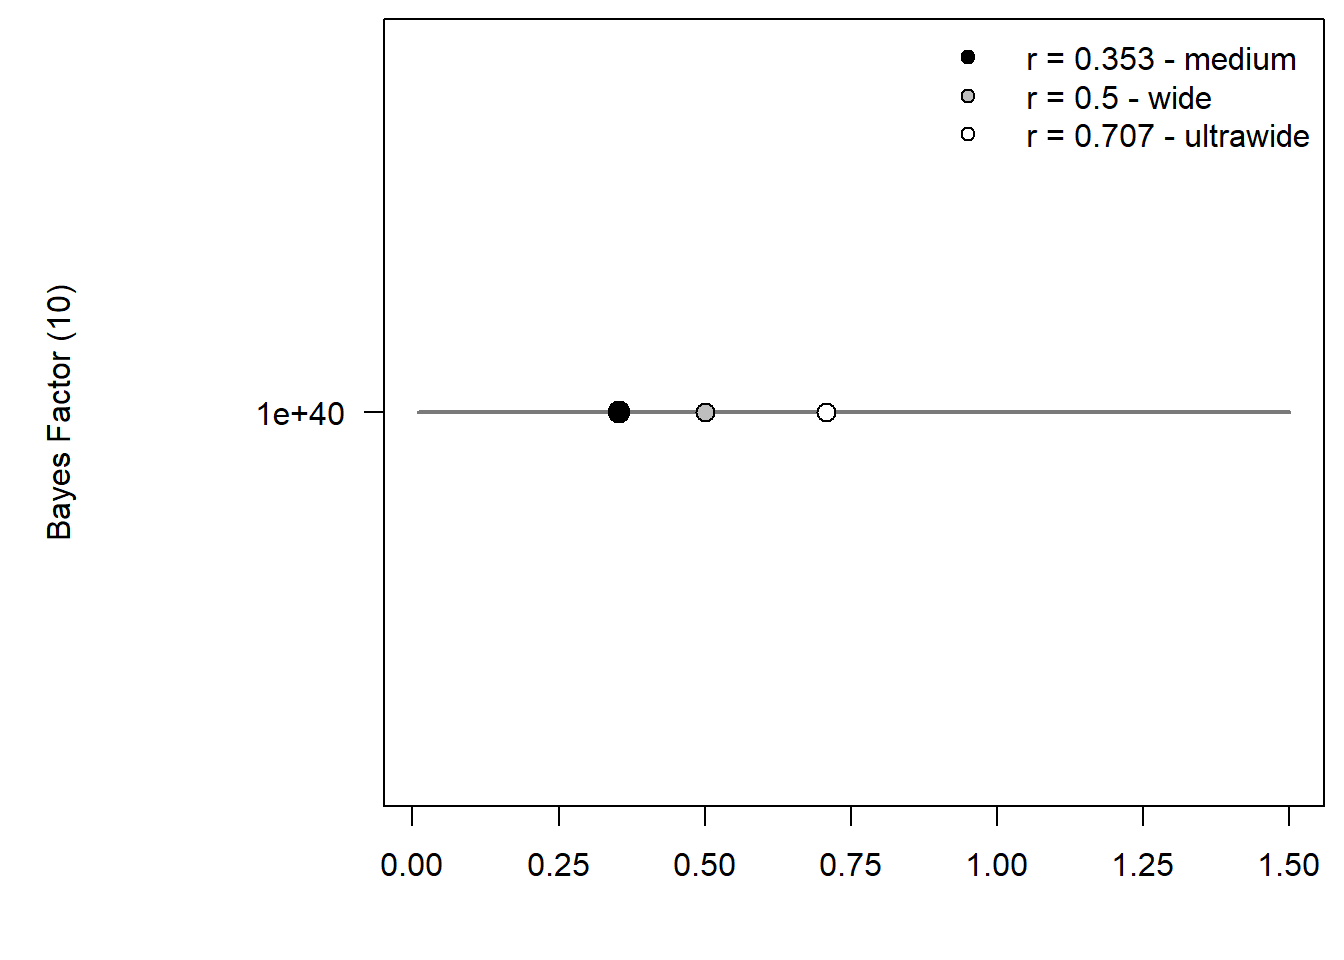 r = 0.353 - medium
r = 0.5 - wide
r = 0.707 - ultrawide
Bayes Factor (10)
1e+40
0.00 0.25 0.50 0.75 1.00 1.25 1.50